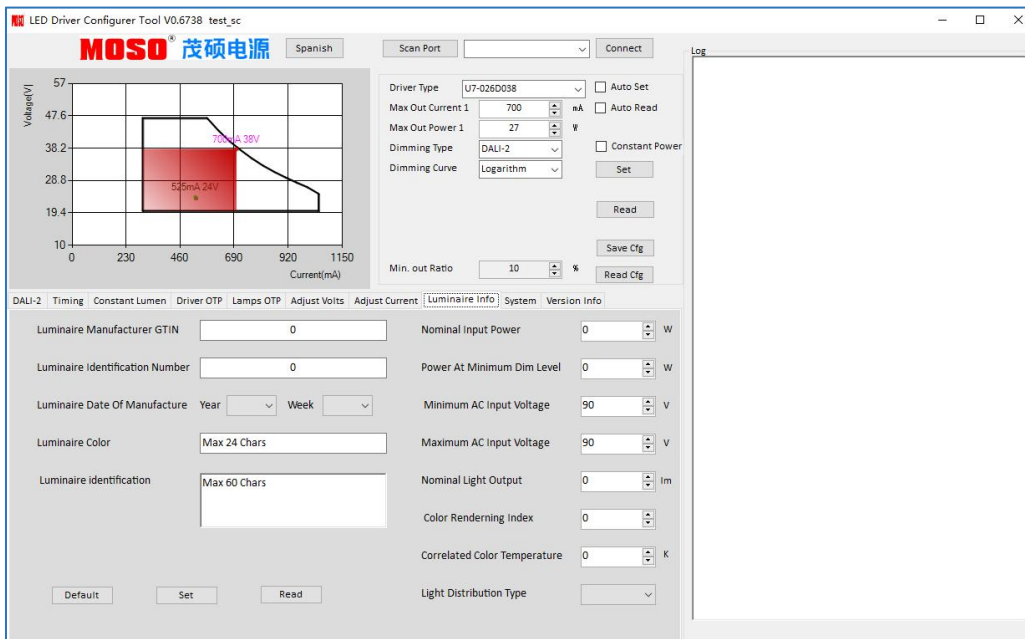 LED Driver Configurer Tool V0.6738 test_sc
MOSO® 茂硕电源
Spanish
Scan Port
Connect
Log
Voltage(V)
57
47.6
38.2
28.8
19.4
10
0 230 460 690 920 1150
Current(mA)
700mA 38V
525mA 24V
Driver Type U7-026D038 Auto Set
Max Out Current 1 700 mA Auto Read
Max Out Power 1 27 W
Dimming Type DALI-2 Constant Power
Dimming Curve Logarithm Set
Read
Save Cfg
Min. out Ratio 10 % Read Cfg
DALI-2 Timing Constant Lumen Driver OTP Lamps OTP Adjust Volts Adjust Current Luminaire Info System Version Info
Luminaire Manufacturer GTIN 0
Luminaire Identification Number 0
Luminaire Date Of Manufacture Year Week
Luminaire Color Max 24 Chars
Luminaire identification Max 60 Chars
Default Set Read
Nominal Input Power 0 W
Power At Minimum Dim Level 0 W
Minimum AC Input Voltage 90 V
Maximum AC Input Voltage 90 V
Nominal Light Output 0 lm
Color Rendernning Index 0
Correlated Color Temperature 0 K
Light Distribution Type